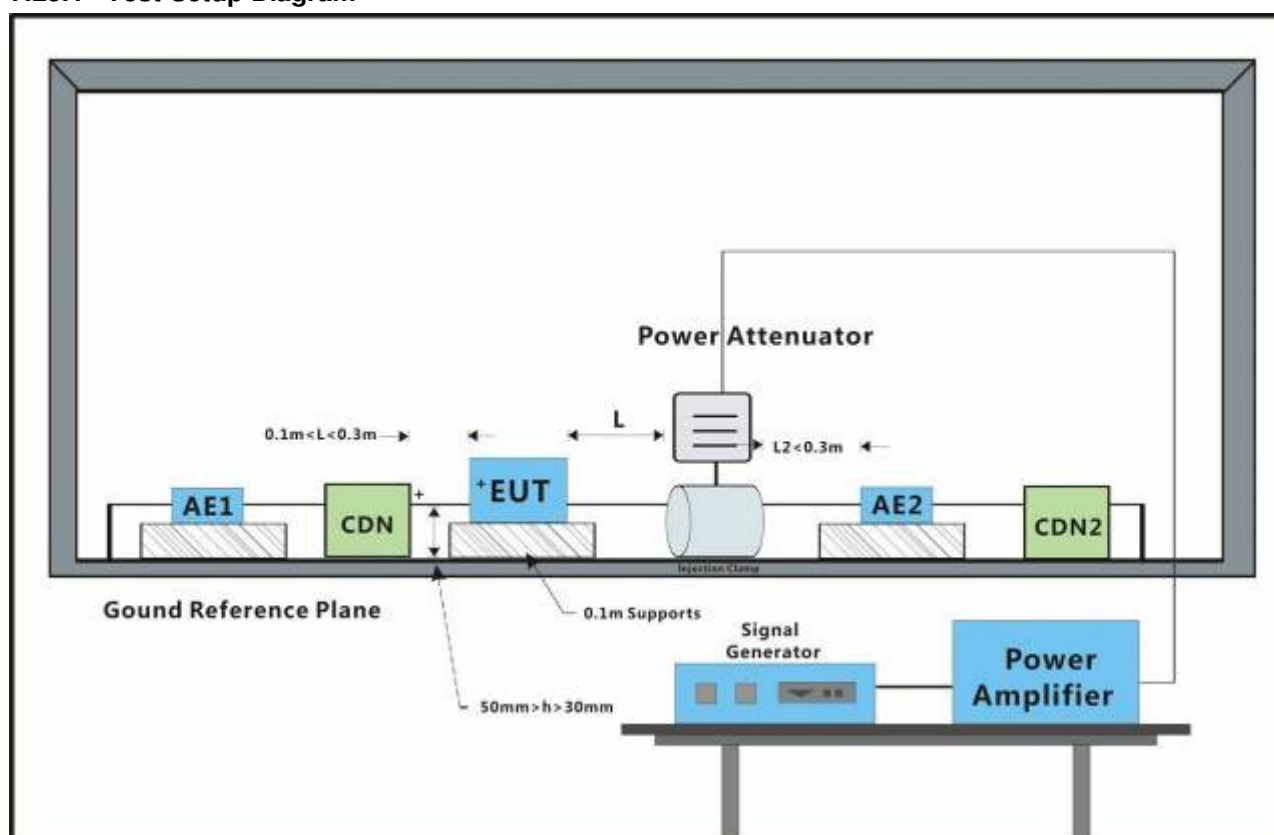 Power Attenuator
0.1m<L<0.3m
L
L2<0.3m
AE1
CDN
+
+EUT
AE2
CDN2
Injection Clamp
Gound Reference Plane
0.1m Supports
50mm>h>30mm
Signal
Generator
Power
Amplifier